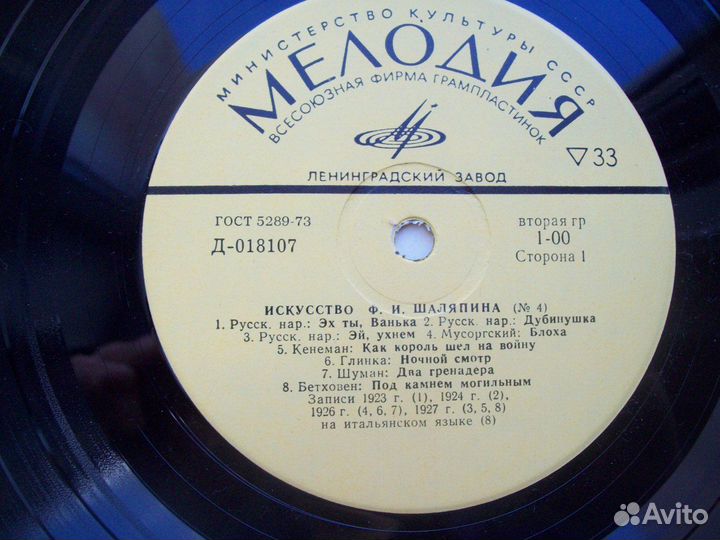 МИНИСТЕРСТВО КУЛЬТУРЫ СССР
МЕЛОДИЯ
ВСЕСОЮЗНАЯ ФИРМА ГРАМПЛАСТИНОК
▽33
ЛЕНИНГРАДСКИЙ ЗАВОД
ГОСТ 5289-73
Д-018107
вторая гр
1-00
Сторона 1
ИСКУССТВО Ф. И. ШАЛЯПИНА (№ 4)
1. Русск. нар.: Эх ты, Ванька 2. Русск. нар.: Дубинушка
3. Русск. нар.: Эй, ухнем 4. Мусоргский: Блоха
5. Кенеман: Как король шел на войну
6. Глинка: Ночной смотр
7. Шуман: Два гренадера
8. Бетховен: Под камнем могильным
Записи 1923 г. (1), 1924 г. (2),
1926 г. (4, 6, 7), 1927 г. (3, 5, 8)
на итальянском языке (8)
Avito